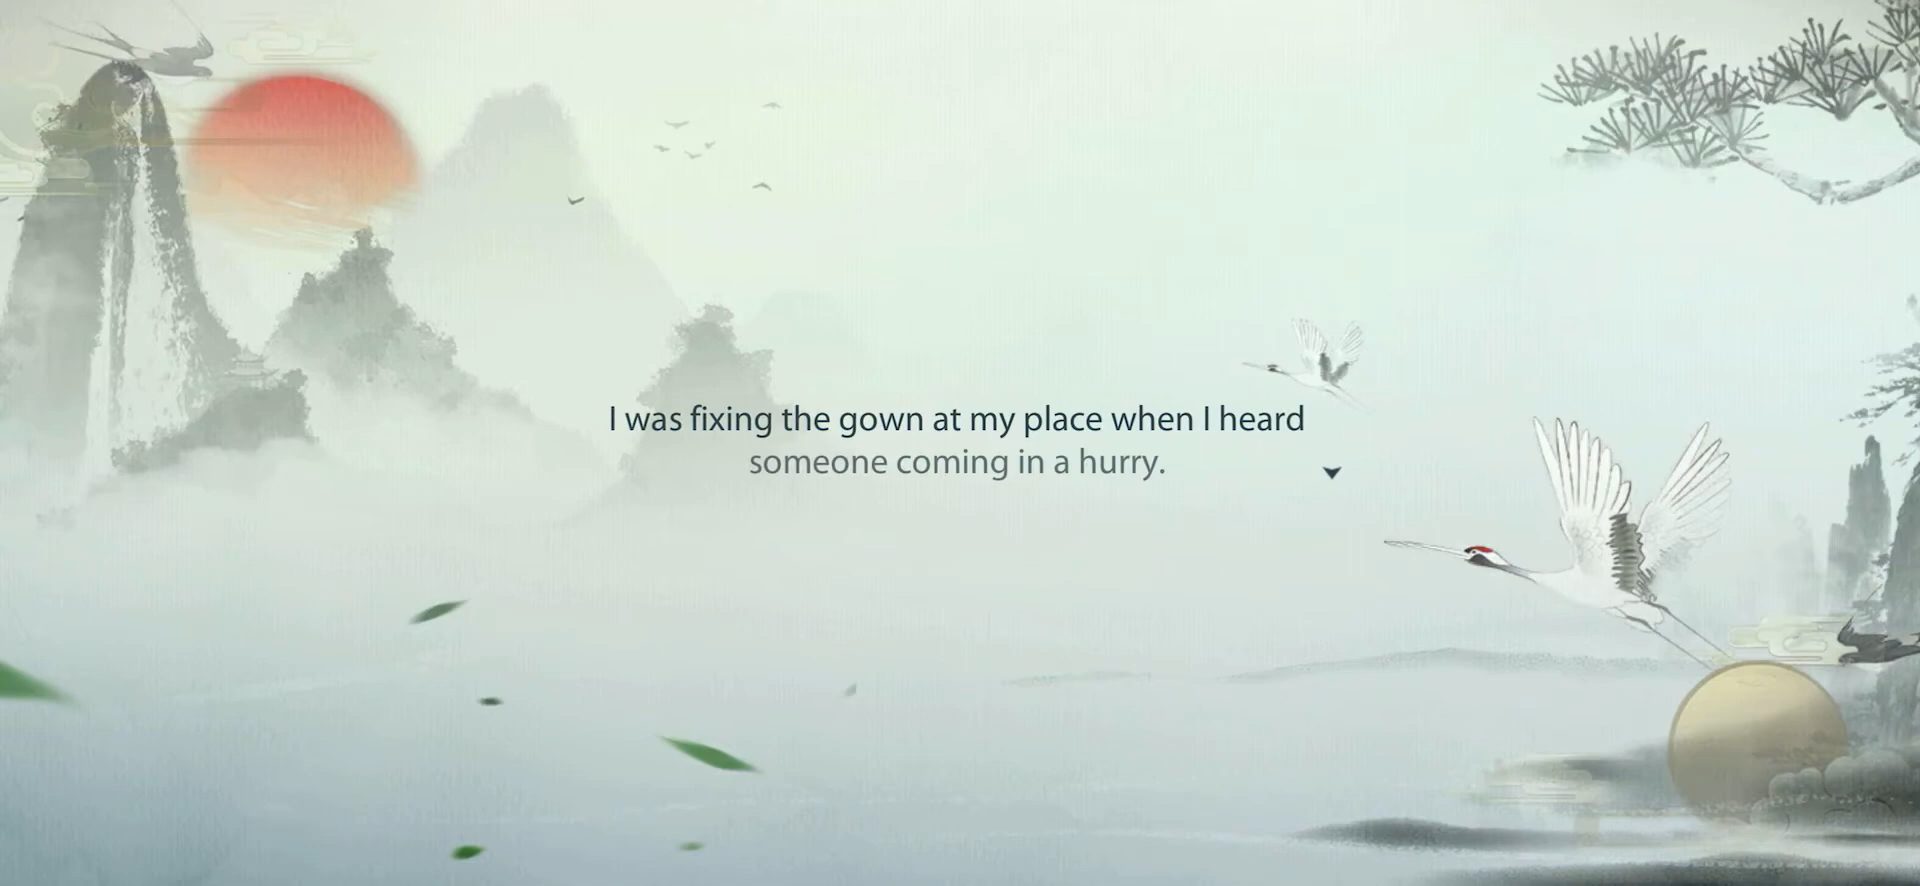 I was fixing the gown at my place when I heard
someone coming in a hurry.